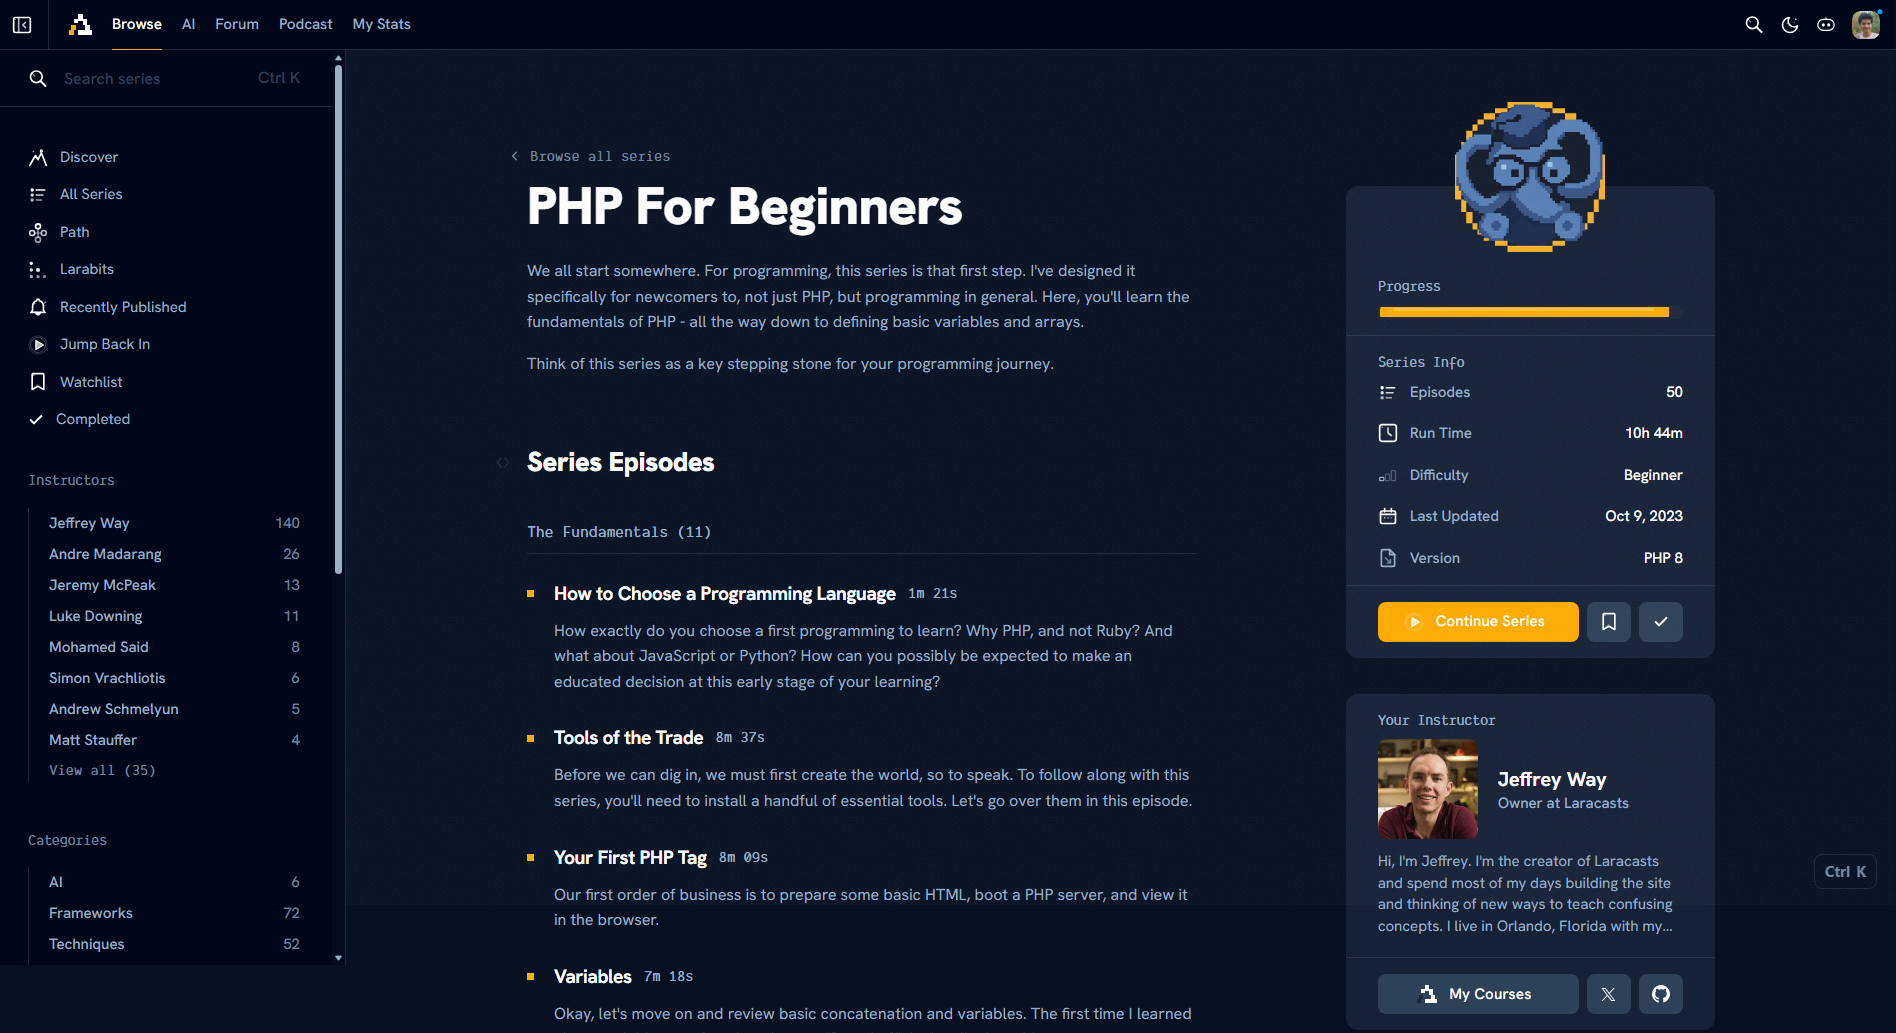 Browse AI Forum Podcast My Stats
Search series Ctrl K
Discover
All Series
Path
Larabits
Recently Published
Jump Back In
Watchlist
Completed
Instructors
Jeffrey Way 140
Andre Madarang 26
Jeremy McPeak 13
Luke Downing 11
Mohamed Said 8
Simon Vrachliotis 6
Andrew Schmelyun 5
Matt Stauffer 4
View all (35)
Categories
AI 6
Frameworks 72
Techniques 52
Browse all series
PHP For Beginners
We all start somewhere. For programming, this series is that first step. I've designed it
specifically for newcomers to, not just PHP, but programming in general. Here, you'll learn the
fundamentals of PHP - all the way down to defining basic variables and arrays.
Think of this series as a key stepping stone for your programming journey.
Series Episodes
The Fundamentals (11)
How to Choose a Programming Language 1m 21s
How exactly do you choose a first programming to learn? Why PHP, and not Ruby? And
what about JavaScript or Python? How can you possibly be expected to make an
educated decision at this early stage of your learning?
Tools of the Trade 8m 37s
Before we can dig in, we must first create the world, so to speak. To follow along with this
series, you'll need to install a handful of essential tools. Let's go over them in this episode.
Your First PHP Tag 8m 09s
Our first order of business is to prepare some basic HTML, boot a PHP server, and view it
in the browser.
Variables 7m 18s
Okay, let's move on and review basic concatenation and variables. The first time I learned
Progress
Series Info
Episodes 50
Run Time 10h 44m
Difficulty Beginner
Last Updated Oct 9, 2023
Version PHP 8
Continue Series
Your Instructor
Jeffrey Way
Owner at Laracasts
Hi, I'm Jeffrey. I'm the creator of Laracasts
and spend most of my days building the site
and thinking of new ways to teach confusing
concepts. I live in Orlando, Florida with my...
My Courses
Ctrl K